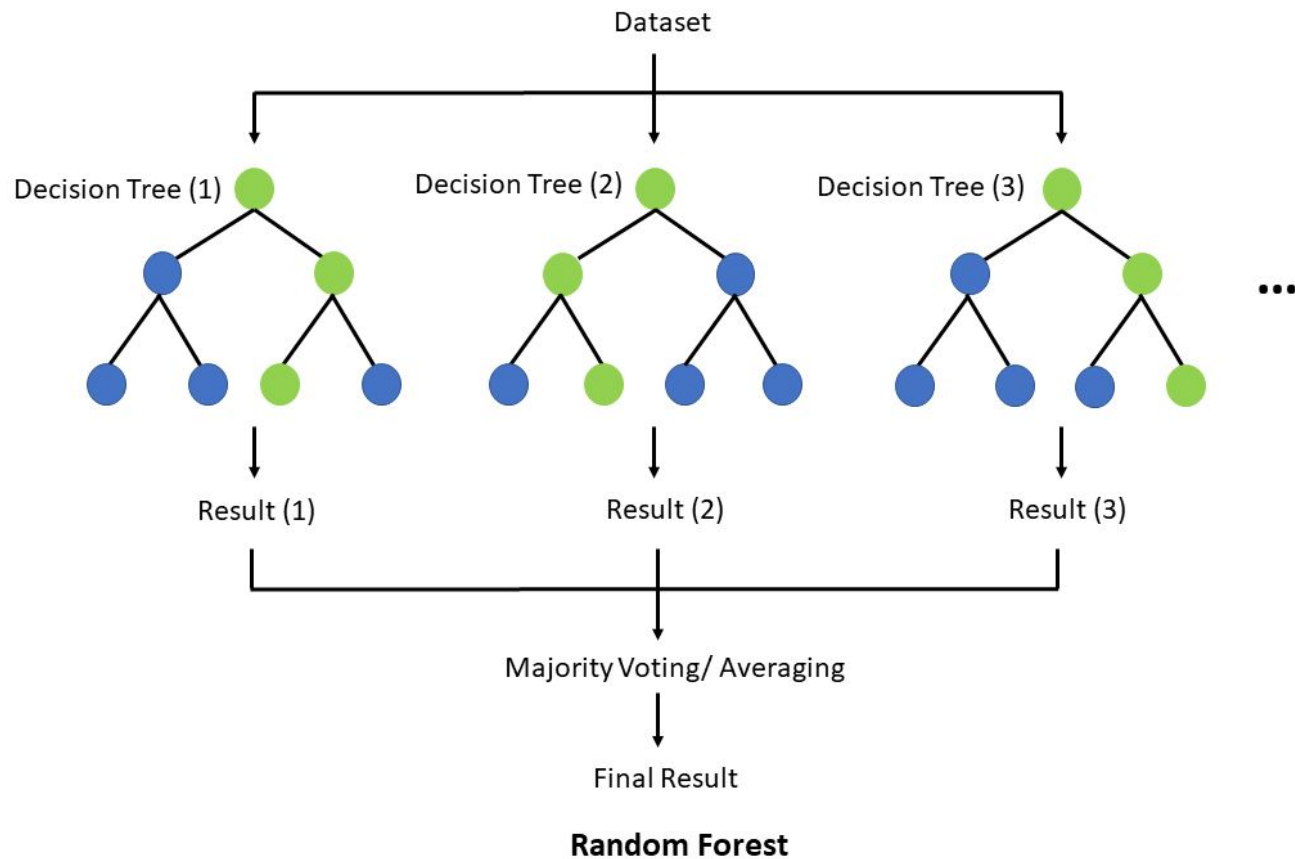 Dataset
Decision Tree (1)
Decision Tree (2)
Decision Tree (3)
...
Result (1)
Result (2)
Result (3)
Majority Voting/ Averaging
Final Result
Random Forest